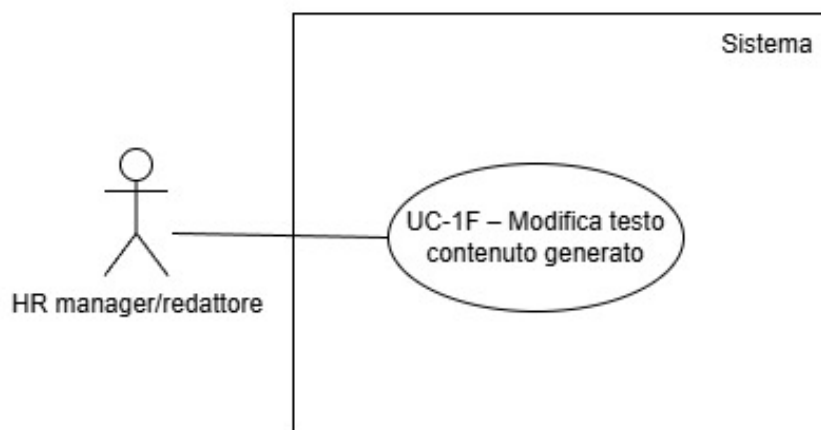 Sistema
UC-1F – Modifica testo
contenuto generato
HR manager/redattore